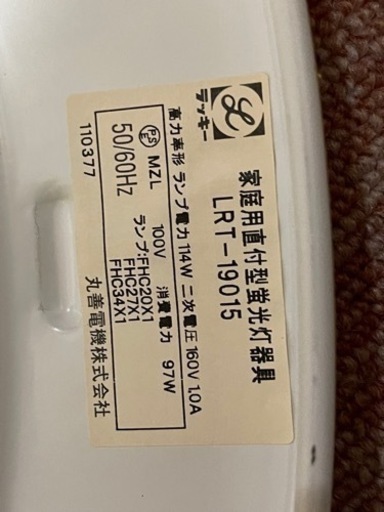 ラッキー
家庭用直付型蛍光灯器具
LRT-19015
高力率形 ランプ電力 114W 二次電圧 160V 1.0A
PSE MZL 100V 消費電力 97W
50/60Hz ランプ:FHC20X1
FHC27X1
FHC34X1
110377 丸善電機株式会社